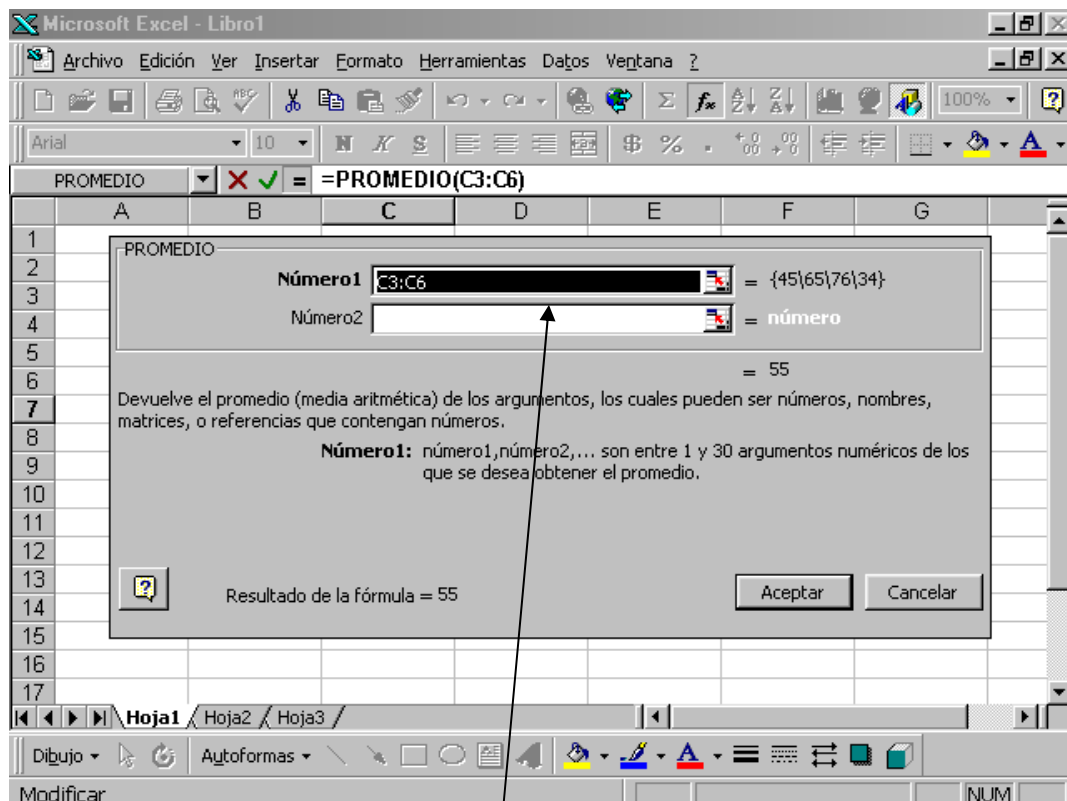 Microsoft Excel - Libro1
Archivo Edición Ver Insertar Formato Herramientas Datos Ventana ?
100%
Arial 10 N K S
PROMEDIO =PROMEDIO(C3:C6)
A B C D E F G
1
PROMEDIO
2
Número1 C3:C6 = {45\65\76\34}
3
4
Número2 = número
5
6
= 55
Devuelve el promedio (media aritmética) de los argumentos, los cuales pueden ser números, nombres,
7
matrices, o referencias que contengan números.
8
Número1: número1,número2,... son entre 1 y 30 argumentos numéricos de los
9
que se desea obtener el promedio.
10
11
12
13
Resultado de la fórmula = 55 Aceptar Cancelar
14
15
16
17
Hoja1 Hoja2 Hoja3
Dibujo Autoformas
Modificar NUM